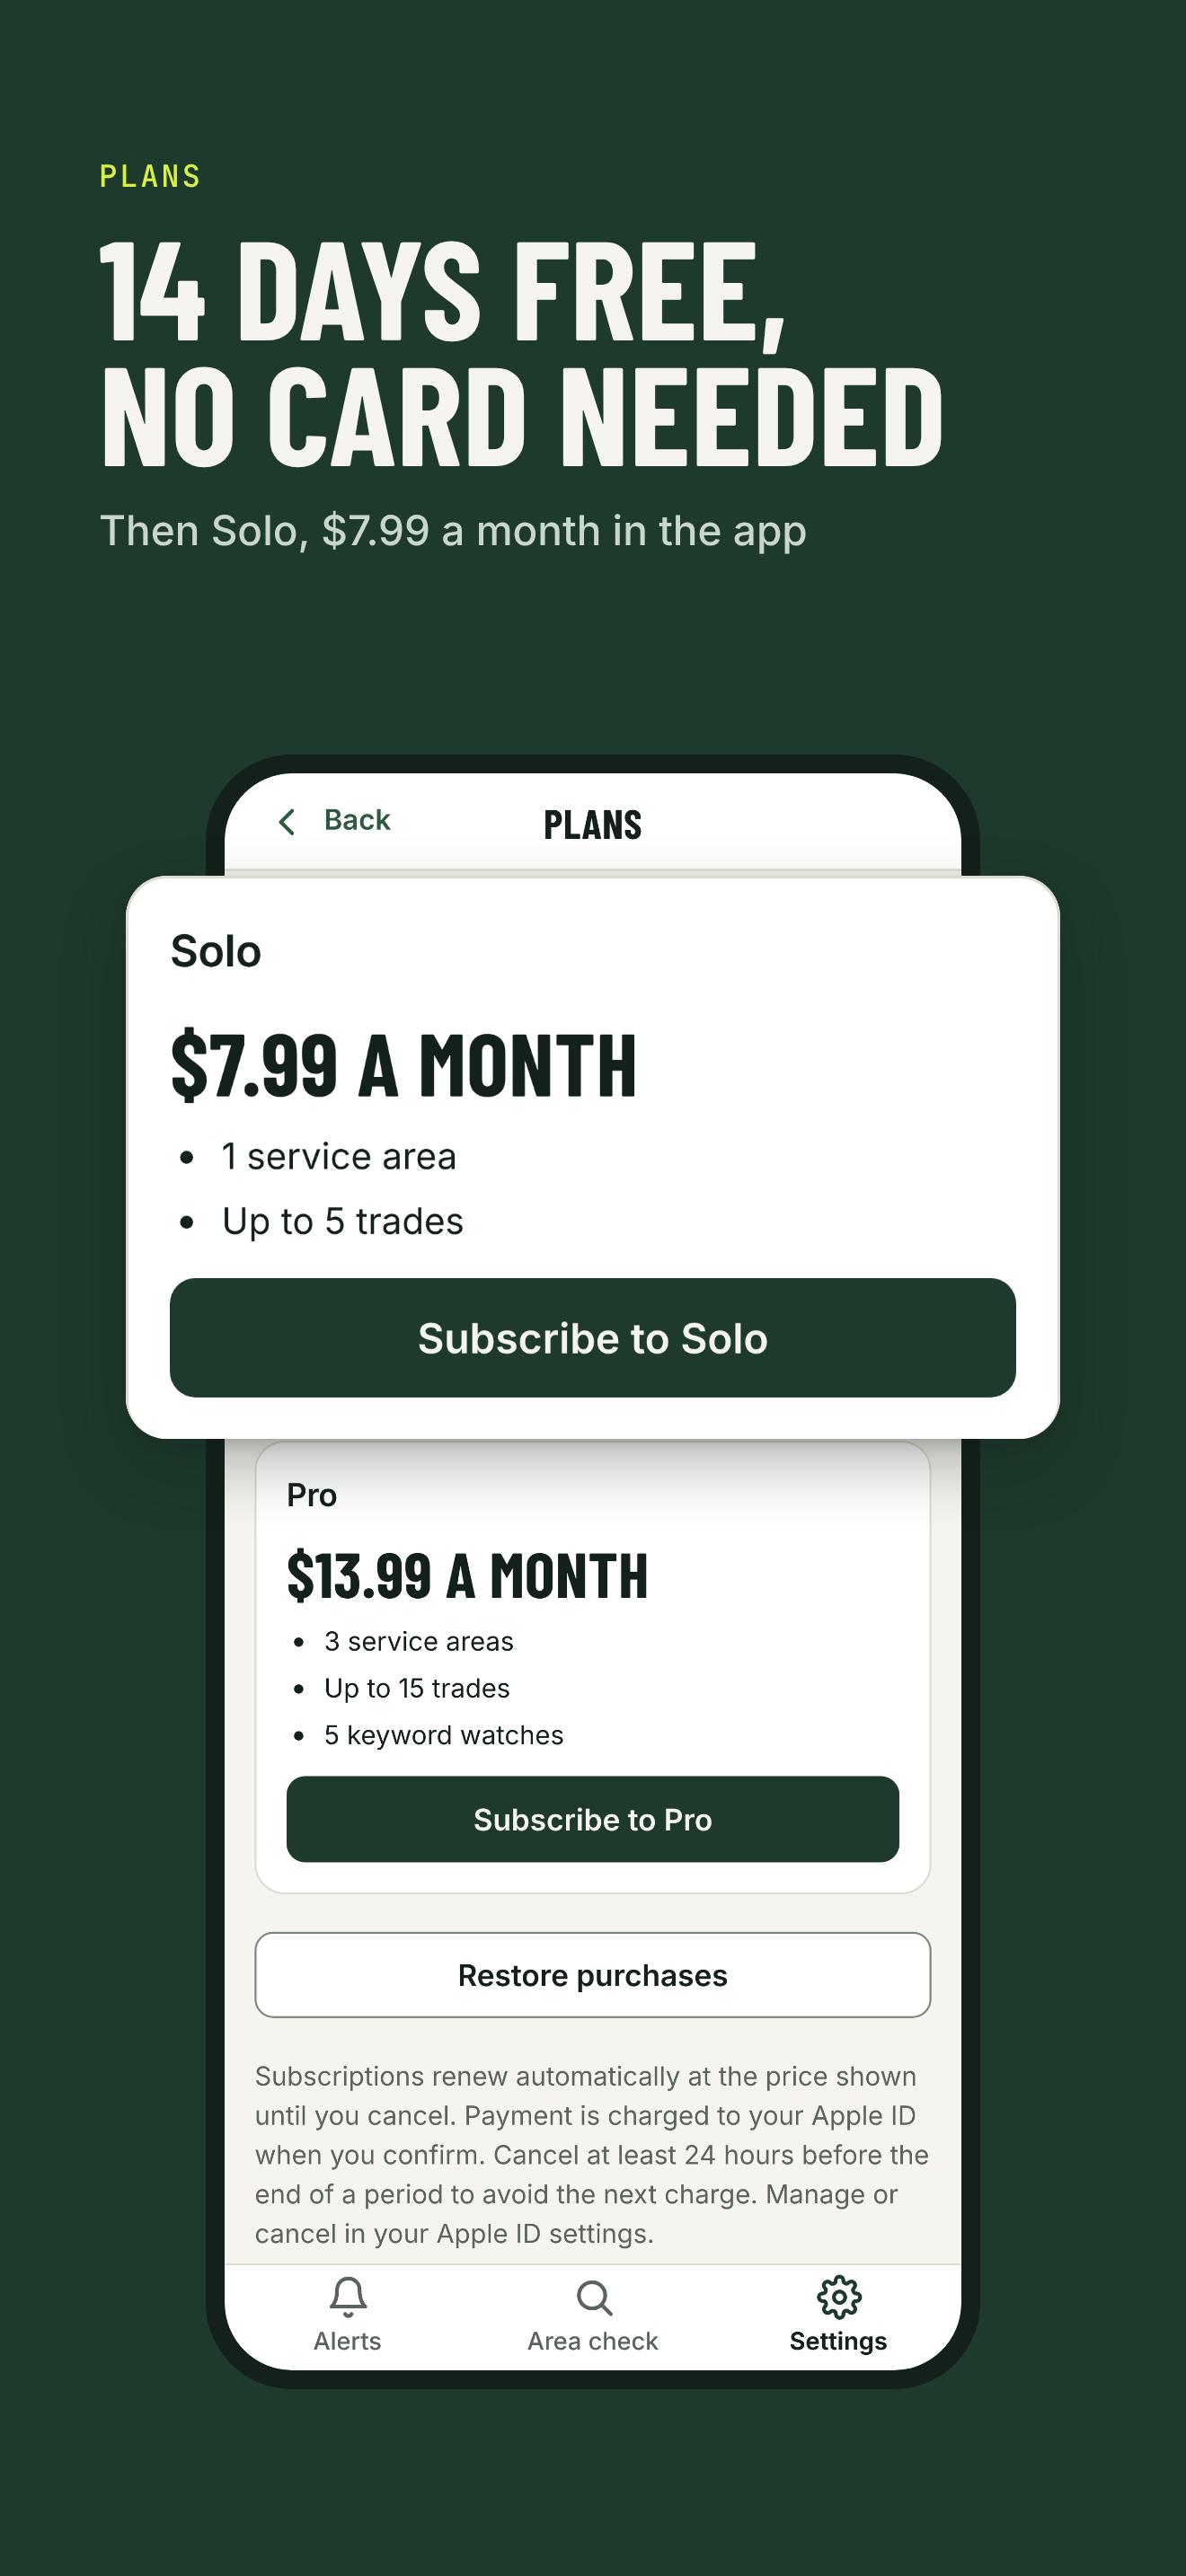 PLANS
14 DAYS FREE,
NO CARD NEEDED
Then Solo, $7.99 a month in the app
Back
PLANS
Solo
$7.99 A MONTH
• 1 service area
• Up to 5 trades
Subscribe to Solo
Pro
$13.99 A MONTH
• 3 service areas
• Up to 15 trades
• 5 keyword watches
Subscribe to Pro
Restore purchases
Subscriptions renew automatically at the price shown
until you cancel. Payment is charged to your Apple ID
when you confirm. Cancel at least 24 hours before the
end of a period to avoid the next charge. Manage or
cancel in your Apple ID settings.
Alerts
Area check
Settings